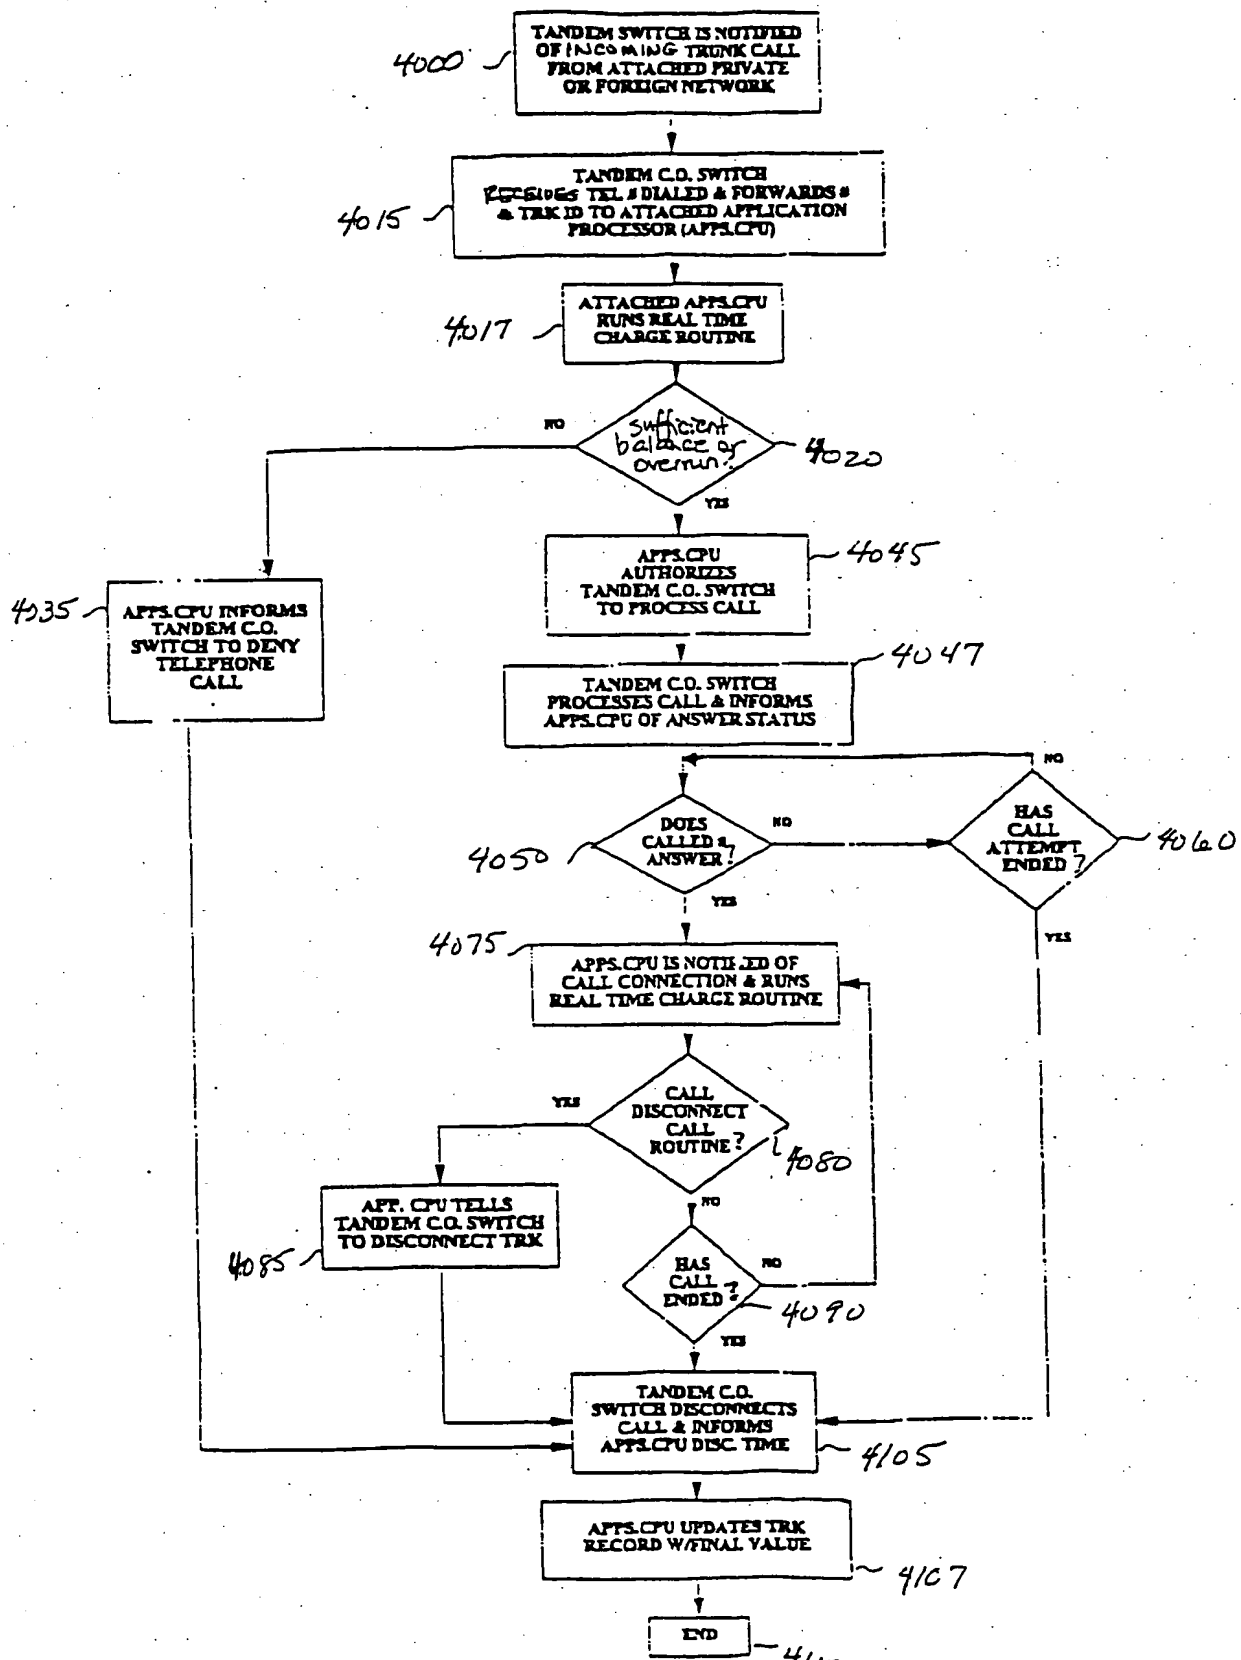 TANDEM SWITCH IS NOTIFIED
OF INCOMING TRUNK CALL
FROM ATTACHED PRIVATE
OR FOREIGN NETWORK
4000
TANDEM C.O. SWITCH
RECEIVES TEL # DIALED & FORWARDS #
& TRK ID TO ATTACHED APPLICATION
PROCESSOR (APPS.CPU)
4015
ATTACHED APPS.CPU
RUNS REAL TIME
CHARGE ROUTINE
4017
NO
sufficient
balance or
overrun?
4020
YES
APPS.CPU
AUTHORIZES
TANDEM C.O. SWITCH
TO PROCESS CALL
4045
4035
APPS.CPU INFORMS
TANDEM C.O.
SWITCH TO DENY
TELEPHONE
CALL
4047
TANDEM C.O. SWITCH
PROCESSES CALL & INFORMS
APPS.CPU OF ANSWER STATUS
NO
DOES
CALLED #
ANSWER?
NO
4050
YES
HAS
CALL
ATTEMPT
ENDED?
4060
YES
4075
APPS.CPU IS NOTIFIED OF
CALL CONNECTION & RUNS
REAL TIME CHARGE ROUTINE
YES
CALL
DISCONNECT
CALL
ROUTINE?
4080
NO
APP. CPU TELLS
TANDEM C.O. SWITCH
TO DISCONNECT TRK
4085
HAS
CALL
ENDED?
NO
4090
YES
TANDEM C.O.
SWITCH DISCONNECTS
CALL & INFORMS
APPS.CPU DISC. TIME
4105
APPS.CPU UPDATES TRK
RECORD W/FINAL VALUE
4107
END